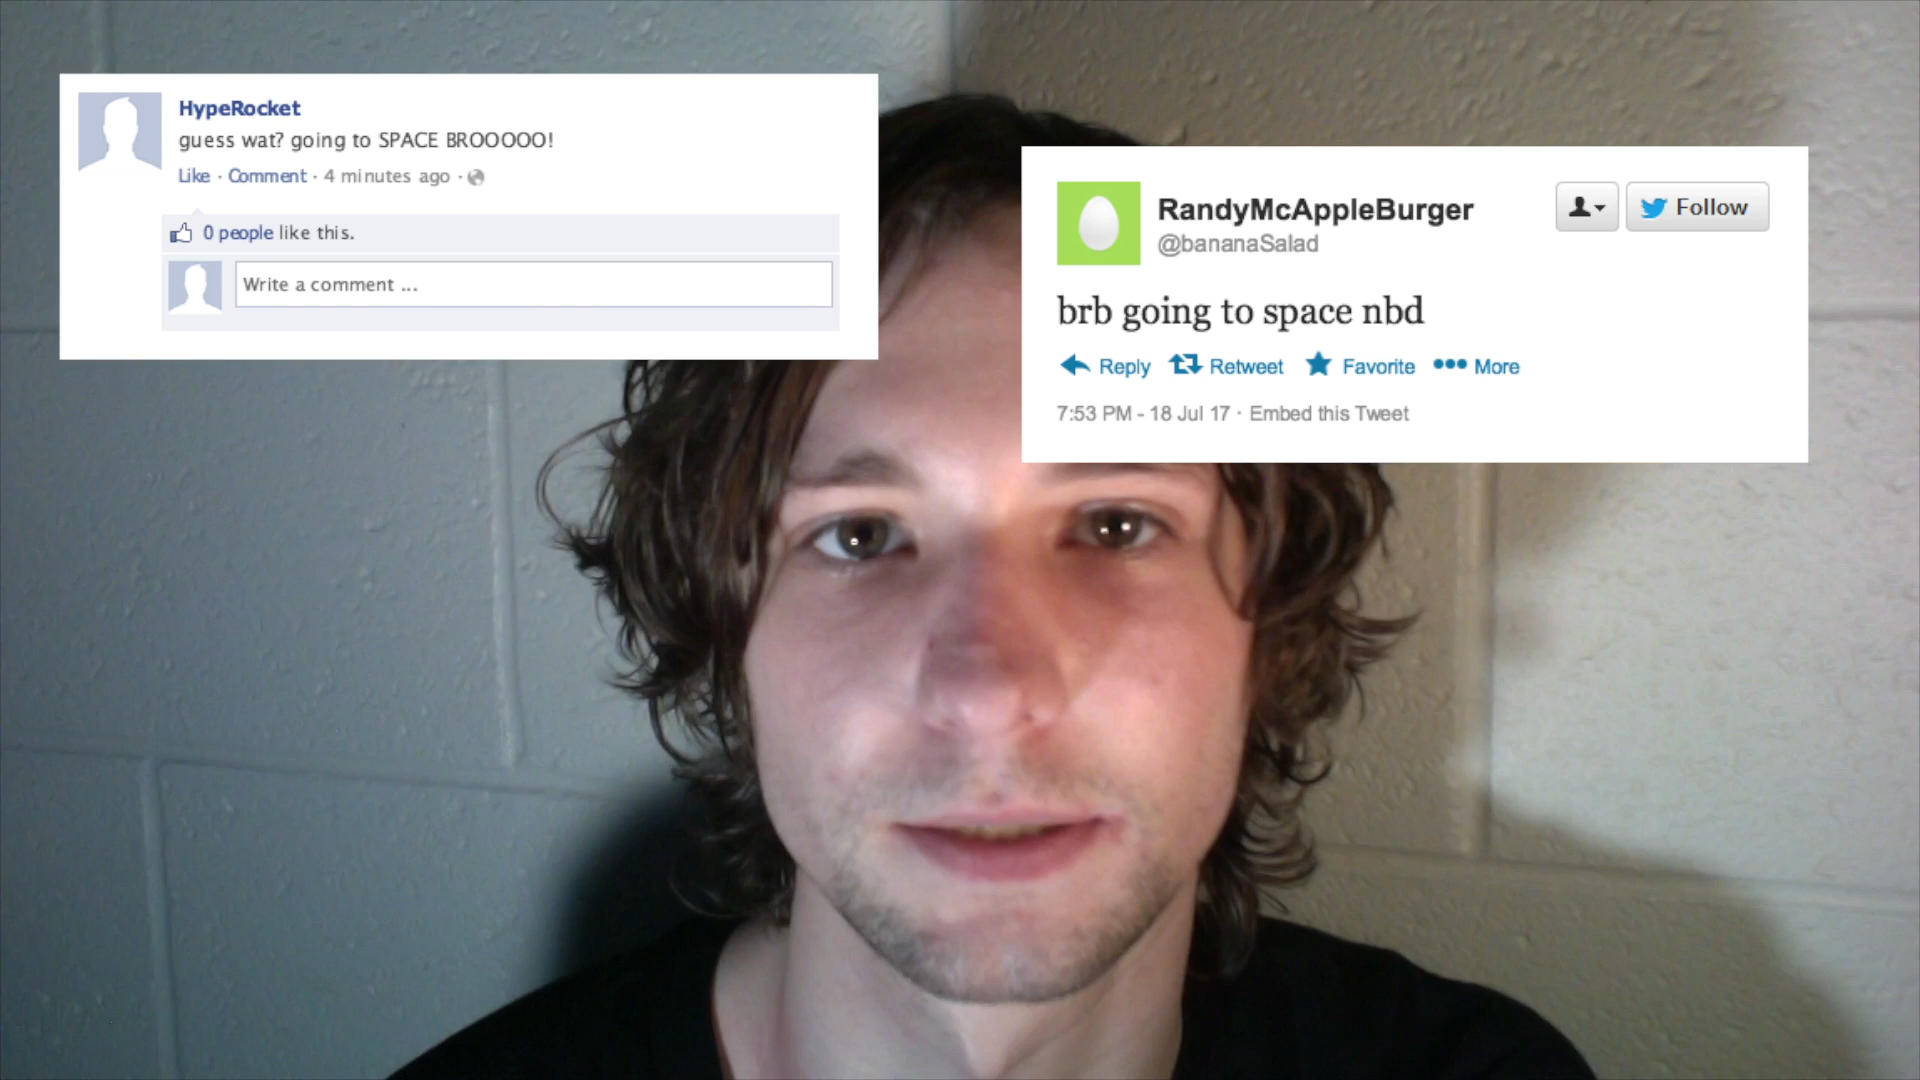 HypeRocket
guess wat? going to SPACE BROOOOO!
Like · Comment · 4 minutes ago ·
0 people like this.
Write a comment ...
RandyMcAppleBurger
@bananaSalad
Follow
brb going to space nbd
Reply Retweet Favorite More
7:53 PM - 18 Jul 17 · Embed this Tweet